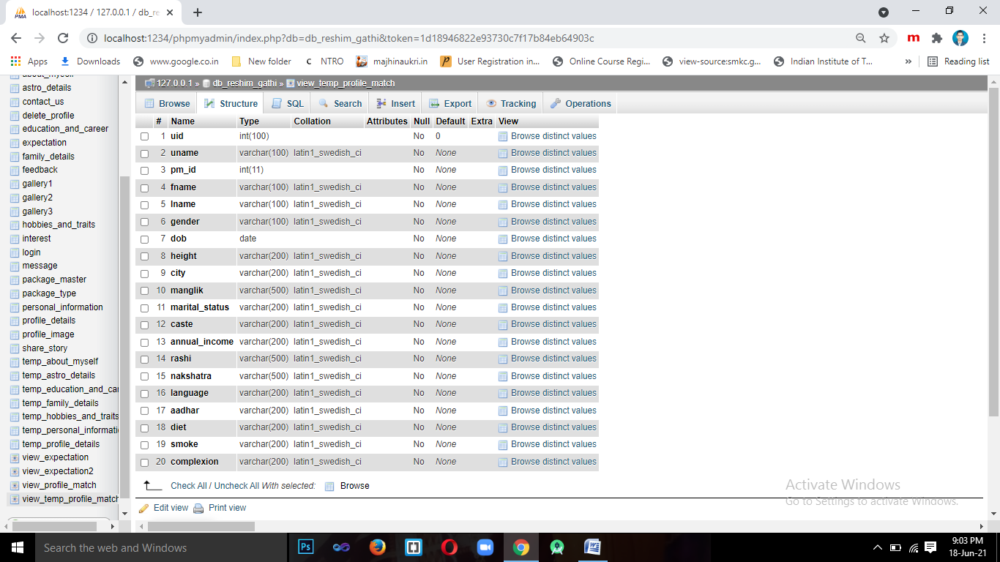 localhost:1234 / 127.0.0.1 / db_re
localhost:1234/phpmyadmin/index.php?db=db_reshim_gathi&token=1d18946822e93730c7f17b84eb64903c
Apps Downloads www.google.co.in New folder NTRO majhinaukri.in User Registration in... Online Course Regi... view-source:smkc.g... Indian Institute of T... » Reading list
about_myself
astro_details
contact_us
delete_profile
education_and_career
expectation
family_details
feedback
gallery1
gallery2
gallery3
hobbies_and_traits
interest
login
message
package_master
package_type
personal_information
profile_details
profile_image
share_story
temp_about_myself
temp_astro_details
temp_education_and_ca
temp_family_details
temp_hobbies_and_traits
temp_personal_informati
temp_profile_details
view_expectation
view_expectation2
view_profile_match
view_temp_profile_match
127.0.0.1 » db_reshim_gathi » view_temp_profile_match
Browse Structure SQL Search Insert Export Tracking Operations
# Name Type Collation Attributes Null Default Extra View
1 uid int(100) No 0 Browse distinct values
2 uname varchar(100) latin1_swedish_ci No None Browse distinct values
3 pm_id int(11) No None Browse distinct values
4 fname varchar(100) latin1_swedish_ci No None Browse distinct values
5 lname varchar(100) latin1_swedish_ci No None Browse distinct values
6 gender varchar(100) latin1_swedish_ci No None Browse distinct values
7 dob date No None Browse distinct values
8 height varchar(200) latin1_swedish_ci No None Browse distinct values
9 city varchar(200) latin1_swedish_ci No None Browse distinct values
10 manglik varchar(500) latin1_swedish_ci No None Browse distinct values
11 marital_status varchar(200) latin1_swedish_ci No None Browse distinct values
12 caste varchar(200) latin1_swedish_ci No None Browse distinct values
13 annual_income varchar(200) latin1_swedish_ci No None Browse distinct values
14 rashi varchar(500) latin1_swedish_ci No None Browse distinct values
15 nakshatra varchar(500) latin1_swedish_ci No None Browse distinct values
16 language varchar(200) latin1_swedish_ci No None Browse distinct values
17 aadhar varchar(200) latin1_swedish_ci No None Browse distinct values
18 diet varchar(200) latin1_swedish_ci No None Browse distinct values
19 smoke varchar(200) latin1_swedish_ci No None Browse distinct values
20 complexion varchar(200) latin1_swedish_ci No None Browse distinct values
Check All / Uncheck All With selected: Browse
Edit view Print view
Activate Windows
Go to Settings to activate Windows.
Search the web and Windows
9:03 PM
18-Jun-21